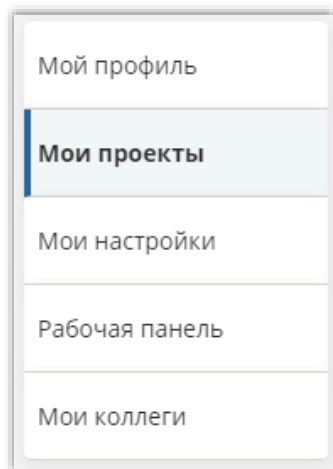 Мой профиль
Мои проекты
Мои настройки
Рабочая панель
Мои коллеги